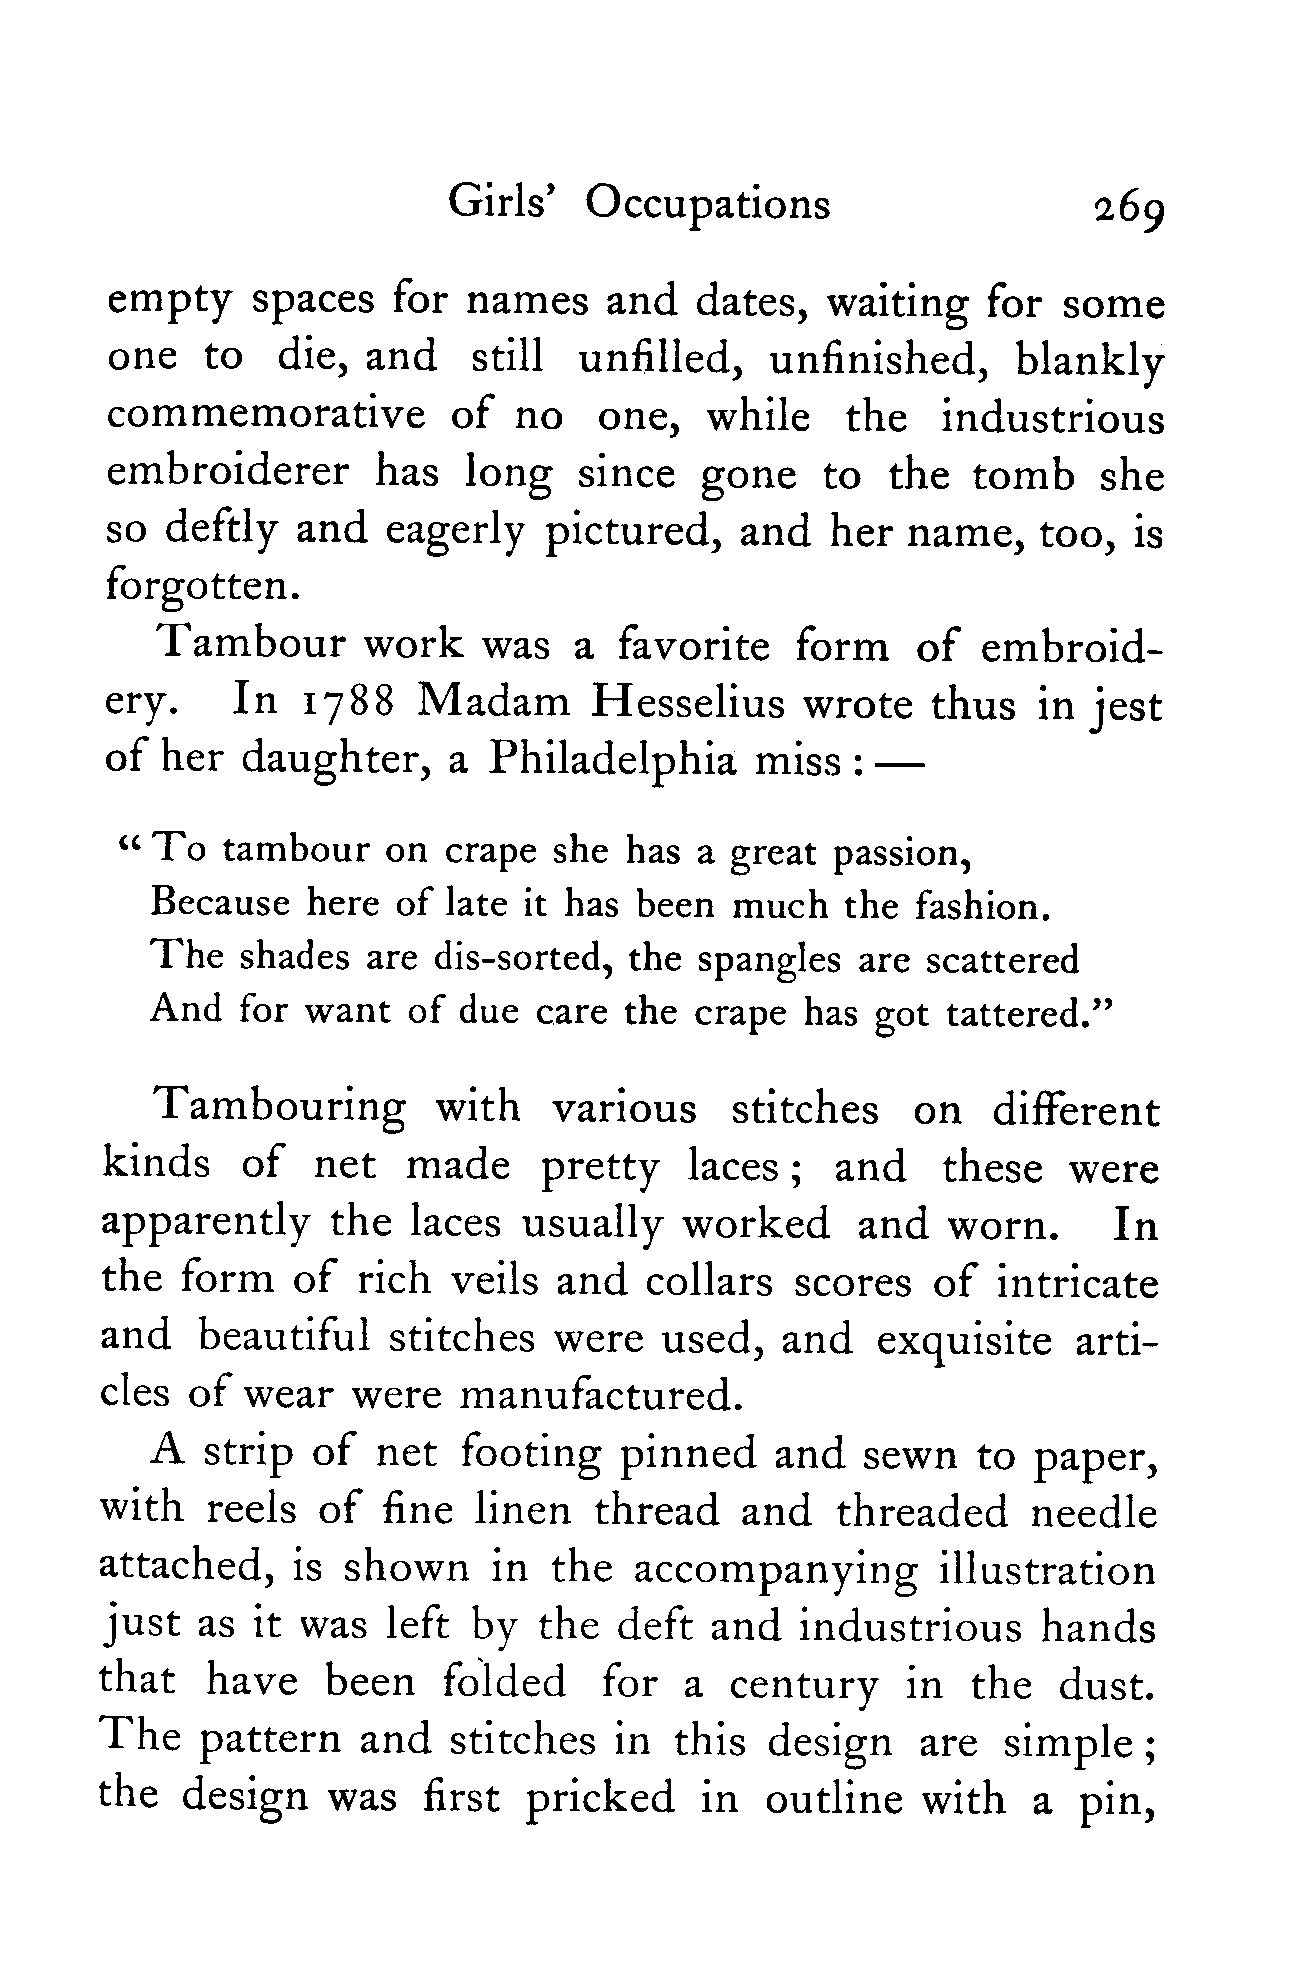 Girls' Occupations 269
empty spaces for names and dates, waiting for some
one to die, and still unfilled, unfinished, blankly
commemorative of no one, while the industrious
embroiderer has long since gone to the tomb she
so deftly and eagerly pictured, and her name, too, is
forgotten.
Tambour work was a favorite form of embroid-
ery. In 1788 Madam Hesselius wrote thus in jest
of her daughter, a Philadelphia miss : —
“ To tambour on crape she has a great passion,
Because here of late it has been much the fashion.
The shades are dis-sorted, the spangles are scattered
And for want of due care the crape has got tattered.”
Tambouring with various stitches on different
kinds of net made pretty laces ; and these were
apparently the laces usually worked and worn. In
the form of rich veils and collars scores of intricate
and beautiful stitches were used, and exquisite arti-
cles of wear were manufactured.
A strip of net footing pinned and sewn to paper,
with reels of fine linen thread and threaded needle
attached, is shown in the accompanying illustration
just as it was left by the deft and industrious hands
that have been folded for a century in the dust.
The pattern and stitches in this design are simple ;
the design was first pricked in outline with a pin,